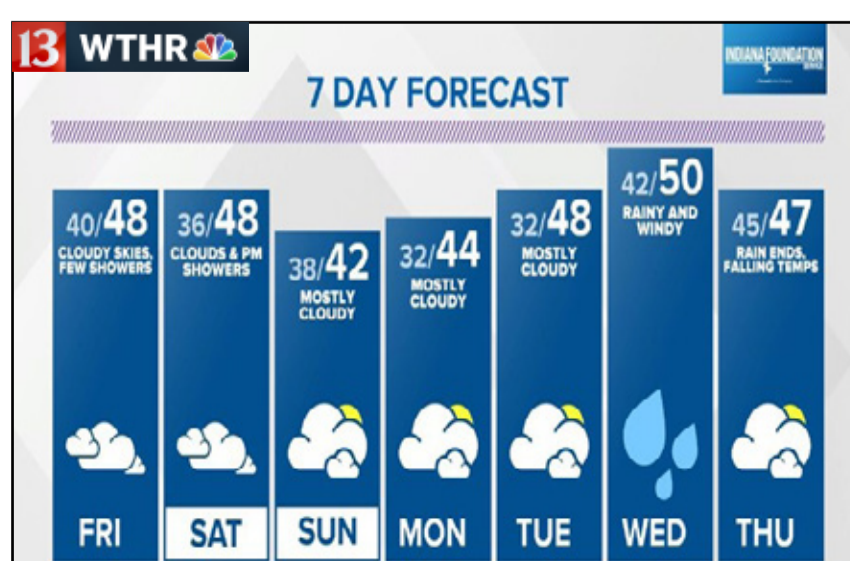 13 WTHR
INDIANA FOUNDATION
SERVICE
7 DAY FORECAST
40/48
CLOUDY SKIES,
FEW SHOWERS
FRI
36/48
CLOUDS & PM
SHOWERS
SAT
38/42
MOSTLY
CLOUDY
SUN
32/44
MOSTLY
CLOUDY
MON
32/48
MOSTLY
CLOUDY
TUE
42/50
RAINY AND
WINDY
WED
45/47
RAIN ENDS,
FALLING TEMPS
THU